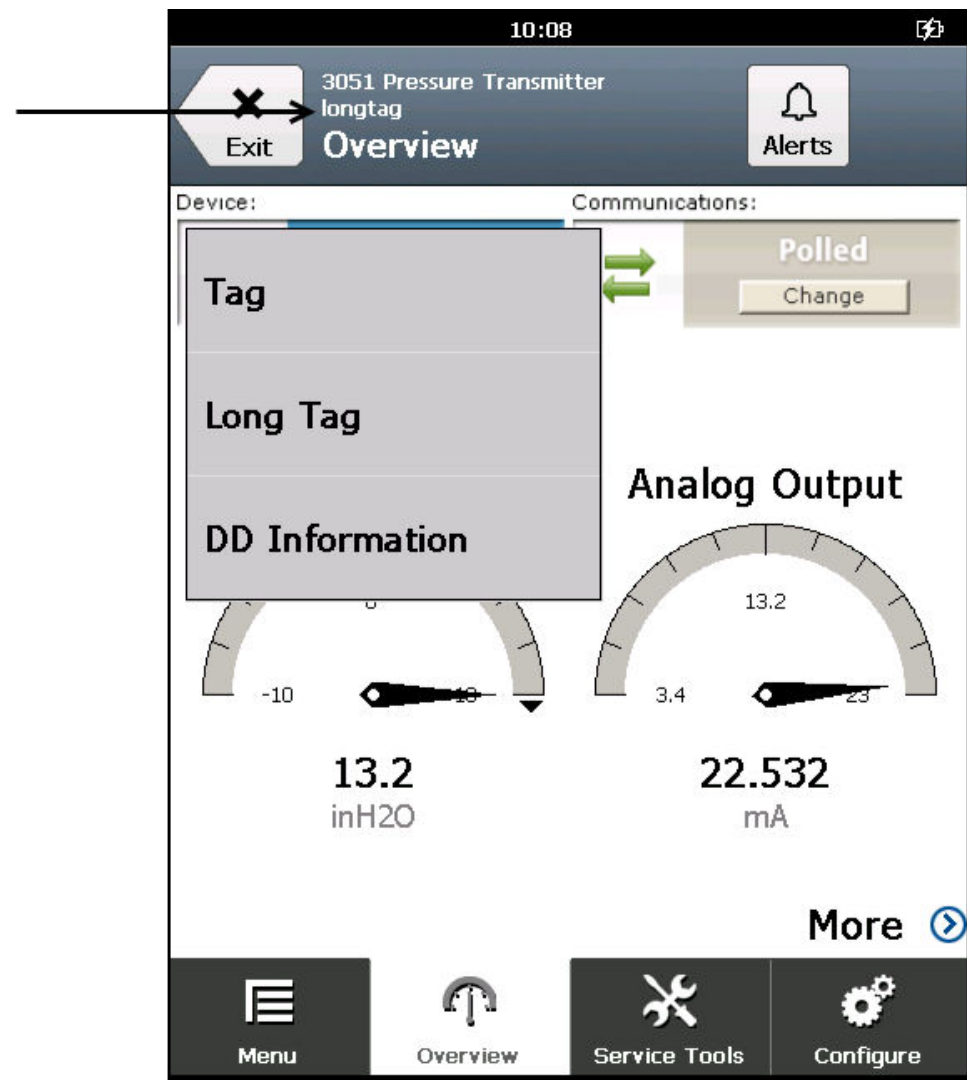 10:08
3051 Pressure Transmitter
longtag
Exit
Overview
Alerts
Device:
Communications:
Polled
Change
Tag
Long Tag
DD Information
Analog Output
13.2
-10
3.4
23
13.2
22.532
inH2O
mA
More
Menu
Overview
Service Tools
Configure